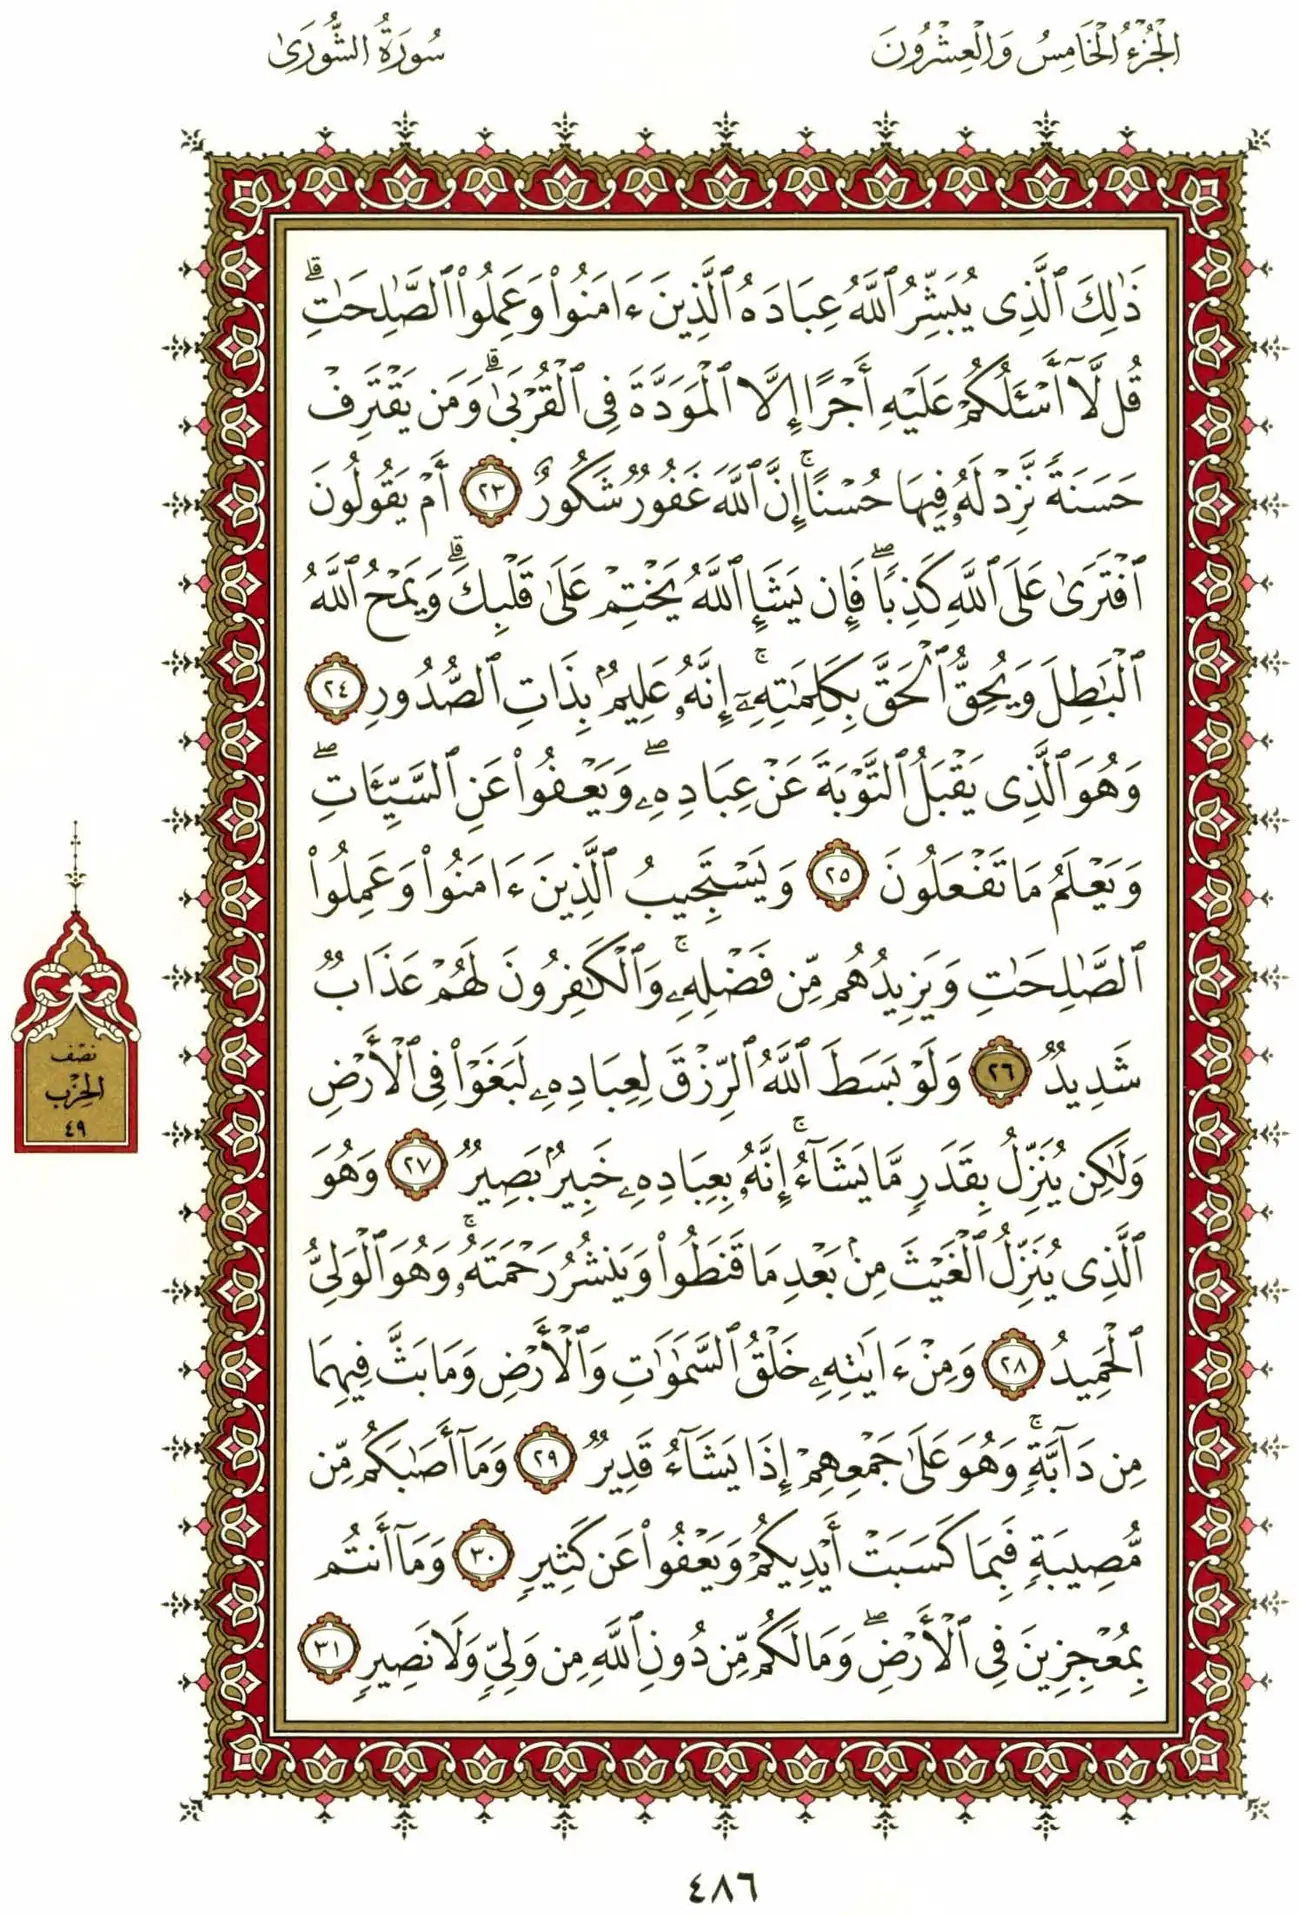 الجزء الخامس والعشرون
سورة الشورى
ذَٰلِكَ ٱلَّذِى يُبَشِّرُ ٱللَّهُ عِبَادَهُ ٱلَّذِينَ ءَامَنُوا۟ وَعَمِلُوا۟ ٱلصَّٰلِحَٰتِ ۗ
قُل لَّآ أَسْـَٔلُكُمْ عَلَيْهِ أَجْرًا إِلَّا ٱلْمَوَدَّةَ فِى ٱلْقُرْبَىٰ ۗ وَمَن يَقْتَرِفْ
حَسَنَةً نَّزِدْ لَهُۥ فِيهَا حُسْنًا ۚ إِنَّ ٱللَّهَ غَفُورٌ شَكُورٌ ٢٣ أَمْ يَقُولُونَ
ٱفْتَرَىٰ عَلَى ٱللَّهِ كَذِبًا ۖ فَإِن يَشَإِ ٱللَّهُ يَخْتِمْ عَلَىٰ قَلْبِكَ ۗ وَيَمْحُ ٱللَّهُ
ٱلْبَٰطِلَ وَيُحِقُّ ٱلْحَقَّ بِكَلِمَٰتِهِۦٓ ۚ إِنَّهُۥ عَلِيمٌۢ بِذَاتِ ٱلصُّدُورِ ٢٤
وَهُوَ ٱلَّذِى يَقْبَلُ ٱلتَّوْبَةَ عَنْ عِبَادِهِۦ ۖ وَيَعْفُوا۟ عَنِ ٱلسَّيِّـَٔاتِ ۖ
وَيَعْلَمُ مَا تَفْعَلُونَ ٢٥ وَيَسْتَجِيبُ ٱلَّذِينَ ءَامَنُوا۟ وَعَمِلُوا۟
ٱلصَّٰلِحَٰتِ وَيَزِيدُهُم مِّن فَضْلِهِۦ ۚ وَٱلْكَٰفِرُونَ لَهُمْ عَذَابٌ
شَدِيدٌ ٢٦ وَلَوْ بَسَطَ ٱللَّهُ ٱلرِّزْقَ لِعِبَادِهِۦ لَبَغَوْا۟ فِى ٱلْأَرْضِ
وَلَٰكِن يُنَزِّلُ بِقَدَرٍ مَّا يَشَآءُ ۚ إِنَّهُۥ بِعِبَادِهِۦ خَبِيرٌۢ بَصِيرٌ ٢٧ وَهُوَ
ٱلَّذِى يُنَزِّلُ ٱلْغَيْثَ مِنۢ بَعْدِ مَا قَنَطُوا۟ وَيَنشُرُ رَحْمَتَهُۥ ۚ وَهُوَ ٱلْوَلِىُّ
ٱلْحَمِيدُ ٢٨ وَمِنْ ءَايَٰتِهِۦ خَلْقُ ٱلسَّمَٰوَٰتِ وَٱلْأَرْضِ وَمَا بَثَّ فِيهِمَا
مِن دَآبَّةٍ ۚ وَهُوَ عَلَىٰ جَمْعِهِمْ إِذَا يَشَآءُ قَدِيرٌ ٢٩ وَمَآ أَصَٰبَكُم مِّن
مُّصِيبَةٍ فَبِمَا كَسَبَتْ أَيْدِيكُمْ وَيَعْفُوا۟ عَن كَثِيرٍ ٣٠ وَمَآ أَنتُم
بِمُعْجِزِينَ فِى ٱلْأَرْضِ ۖ وَمَا لَكُم مِّن دُونِ ٱللَّهِ مِن وَلِىٍّ وَلَا نَصِيرٍ ٣١
نصف
الحزب
٤٩
٤٨٦